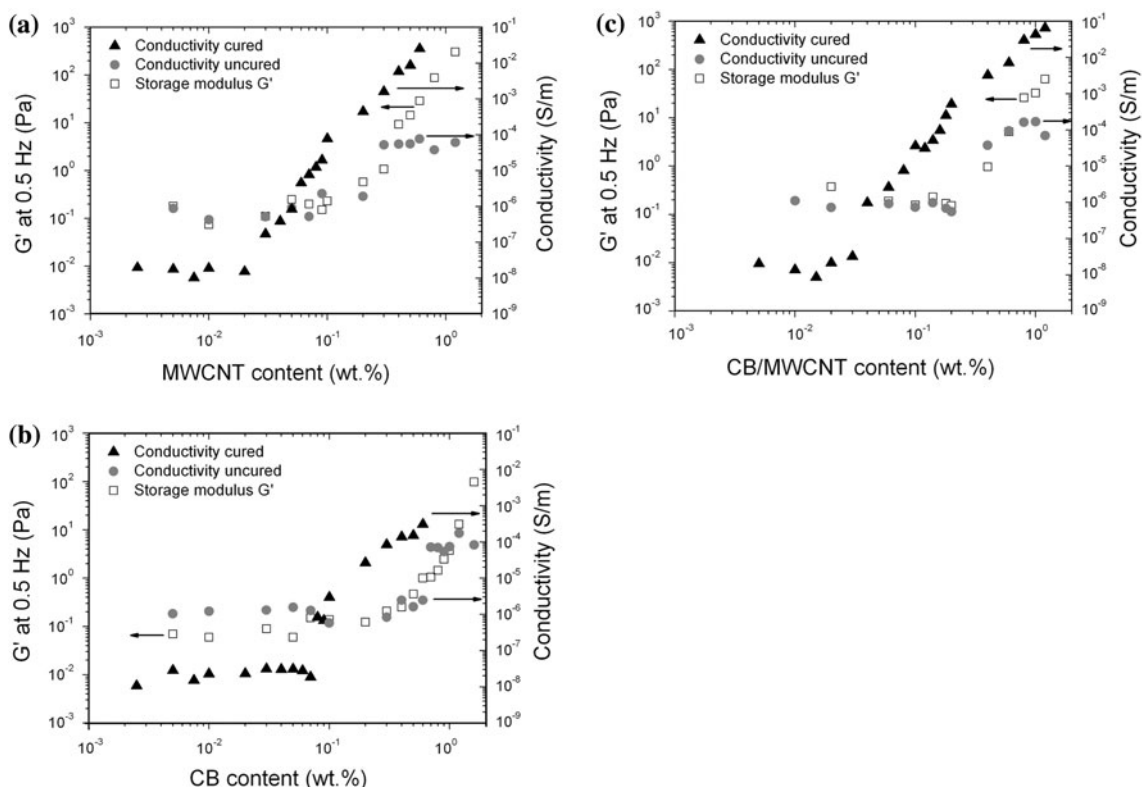 (a)
10³
10²
10¹
10⁰
10⁻¹
10⁻²
10⁻³
G' at 0.5 Hz (Pa)
Conductivity cured
Conductivity uncured
Storage modulus G'
10⁻¹
10⁻²
10⁻³
10⁻⁴
10⁻⁵
10⁻⁶
10⁻⁷
10⁻⁸
10⁻⁹
Conductivity (S/m)
10⁻³
10⁻²
10⁻¹
10⁰
MWCNT content (wt.%)
(c)
10³
10²
10¹
10⁰
10⁻¹
10⁻²
10⁻³
G' at 0.5 Hz (Pa)
Conductivity cured
Conductivity uncured
Storage modulus G'
10⁻¹
10⁻²
10⁻³
10⁻⁴
10⁻⁵
10⁻⁶
10⁻⁷
10⁻⁸
10⁻⁹
Conductivity (S/m)
10⁻³
10⁻²
10⁻¹
10⁰
CB/MWCNT content (wt.%)
(b)
10³
10²
10¹
10⁰
10⁻¹
10⁻²
10⁻³
G' at 0.5 Hz (Pa)
Conductivity cured
Conductivity uncured
Storage modulus G'
10⁻¹
10⁻²
10⁻³
10⁻⁴
10⁻⁵
10⁻⁶
10⁻⁷
10⁻⁸
10⁻⁹
Conductivity (S/m)
10⁻³
10⁻²
10⁻¹
10⁰
CB content (wt.%)